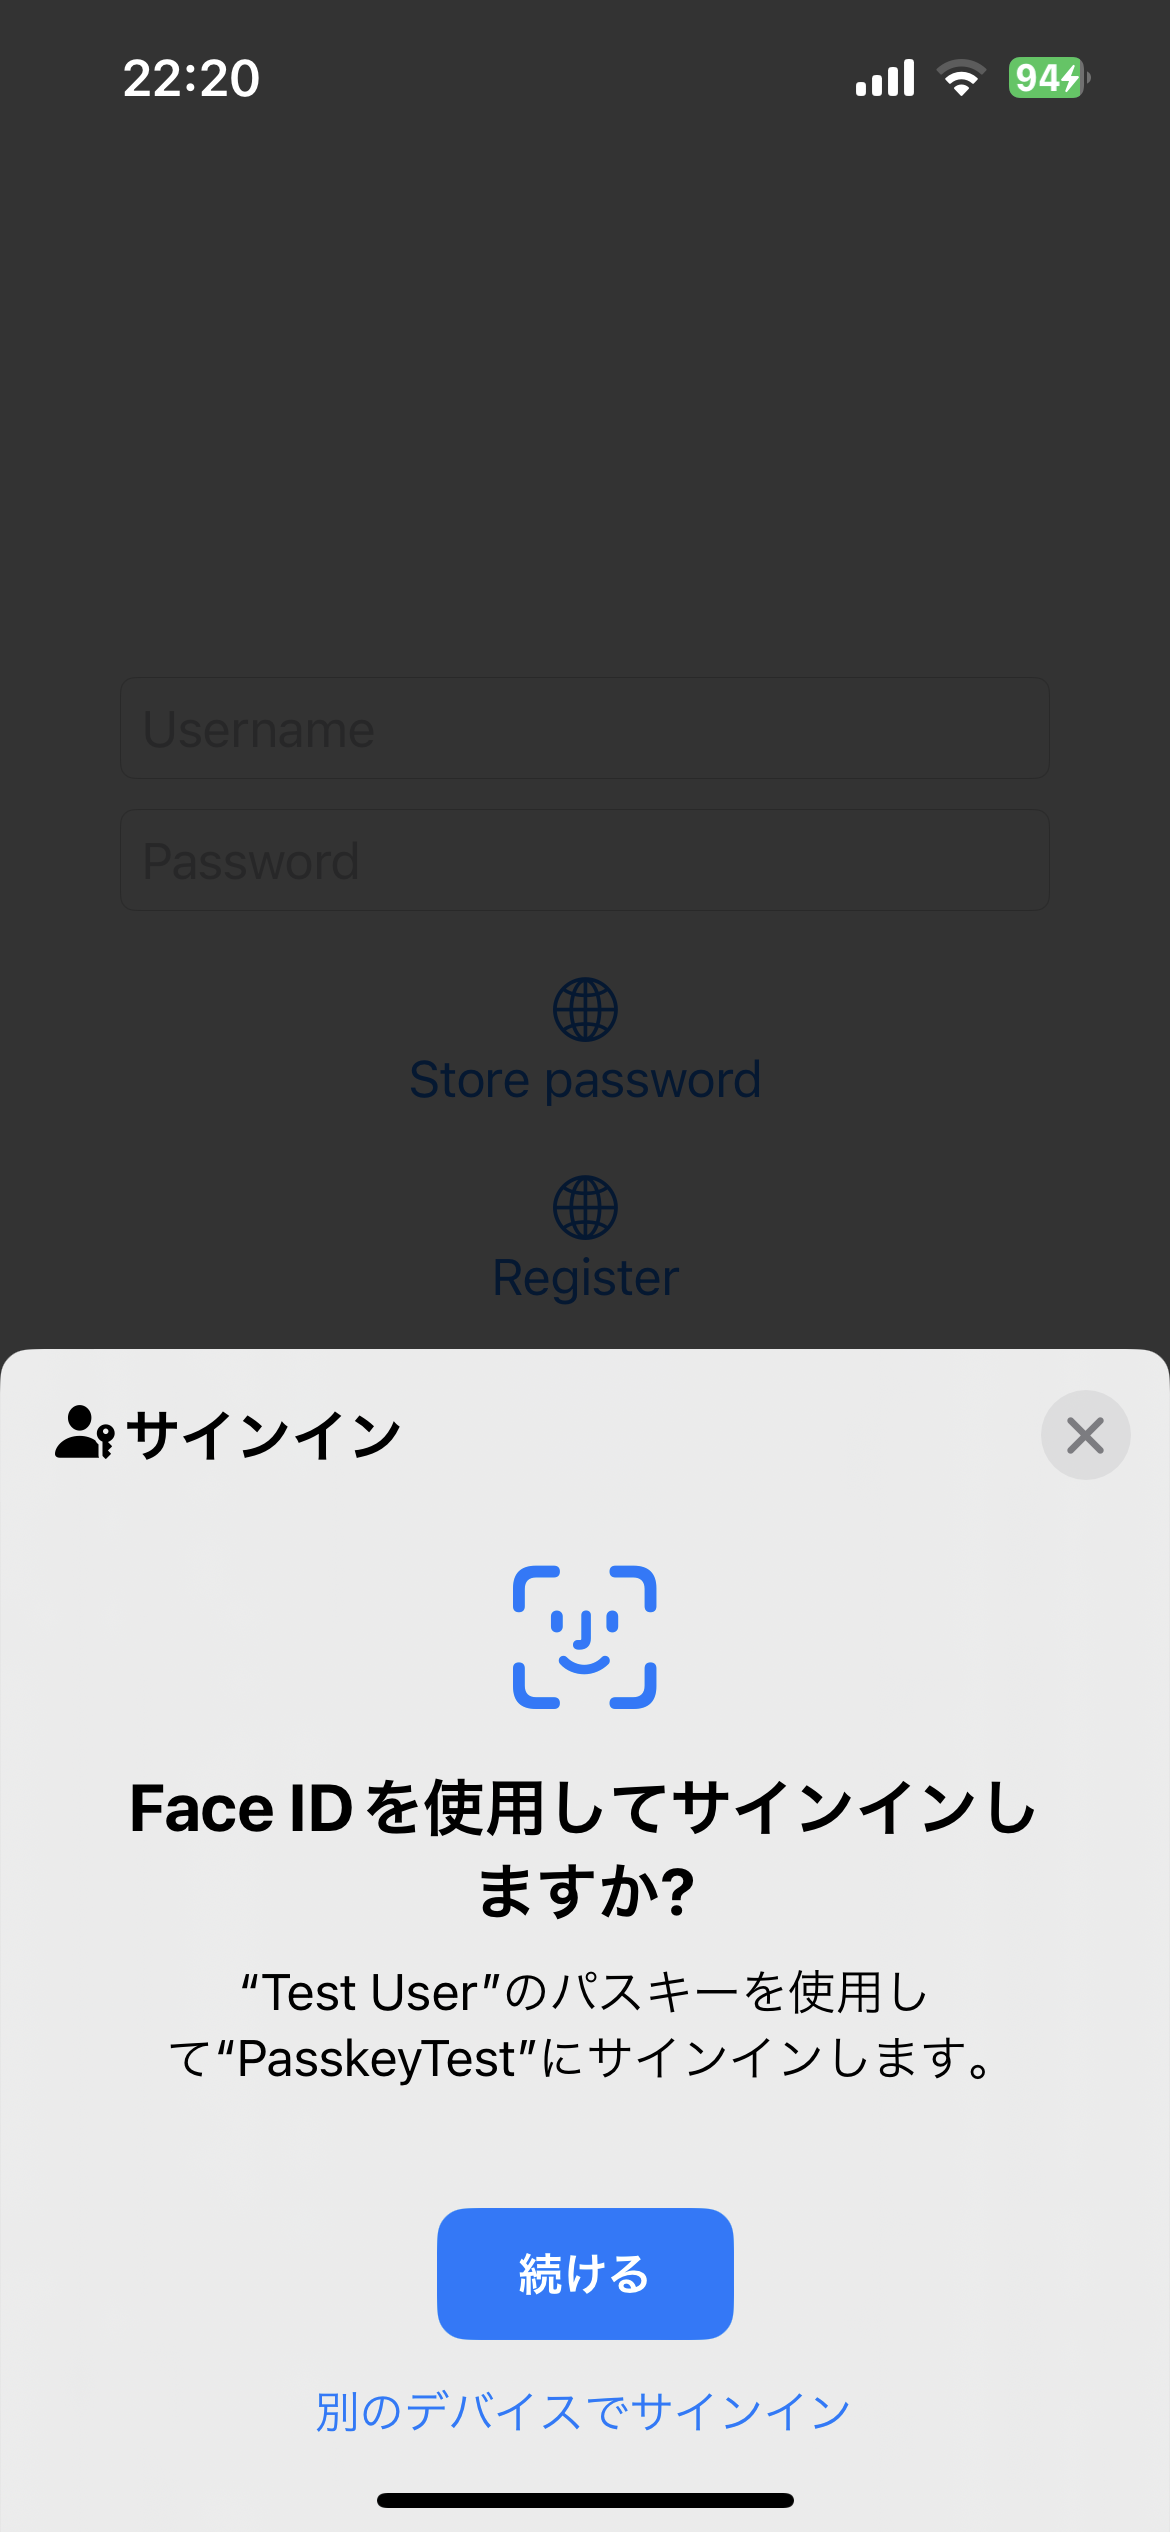 22:20
94
Username
Password
Store password
Register
サインイン
Face IDを使用してサインインし
ますか?
“Test User”のパスキーを使用し
て“PasskeyTest”にサインインします。
続ける
別のデバイスでサインイン